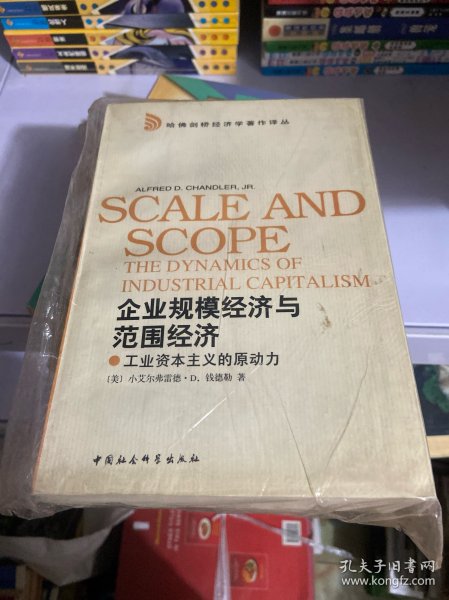 哈佛剑桥经济学著作译丛
ALFRED D. CHANDLER, JR.
SCALE AND
SCOPE
THE DYNAMICS OF
INDUSTRIAL CAPITALISM
企业规模经济与
范围经济
●工业资本主义的原动力
〔美〕小艾尔弗雷德·D. 钱德勒 著
中国社会科学出版社
孔夫子旧书网
www.kongfz.com